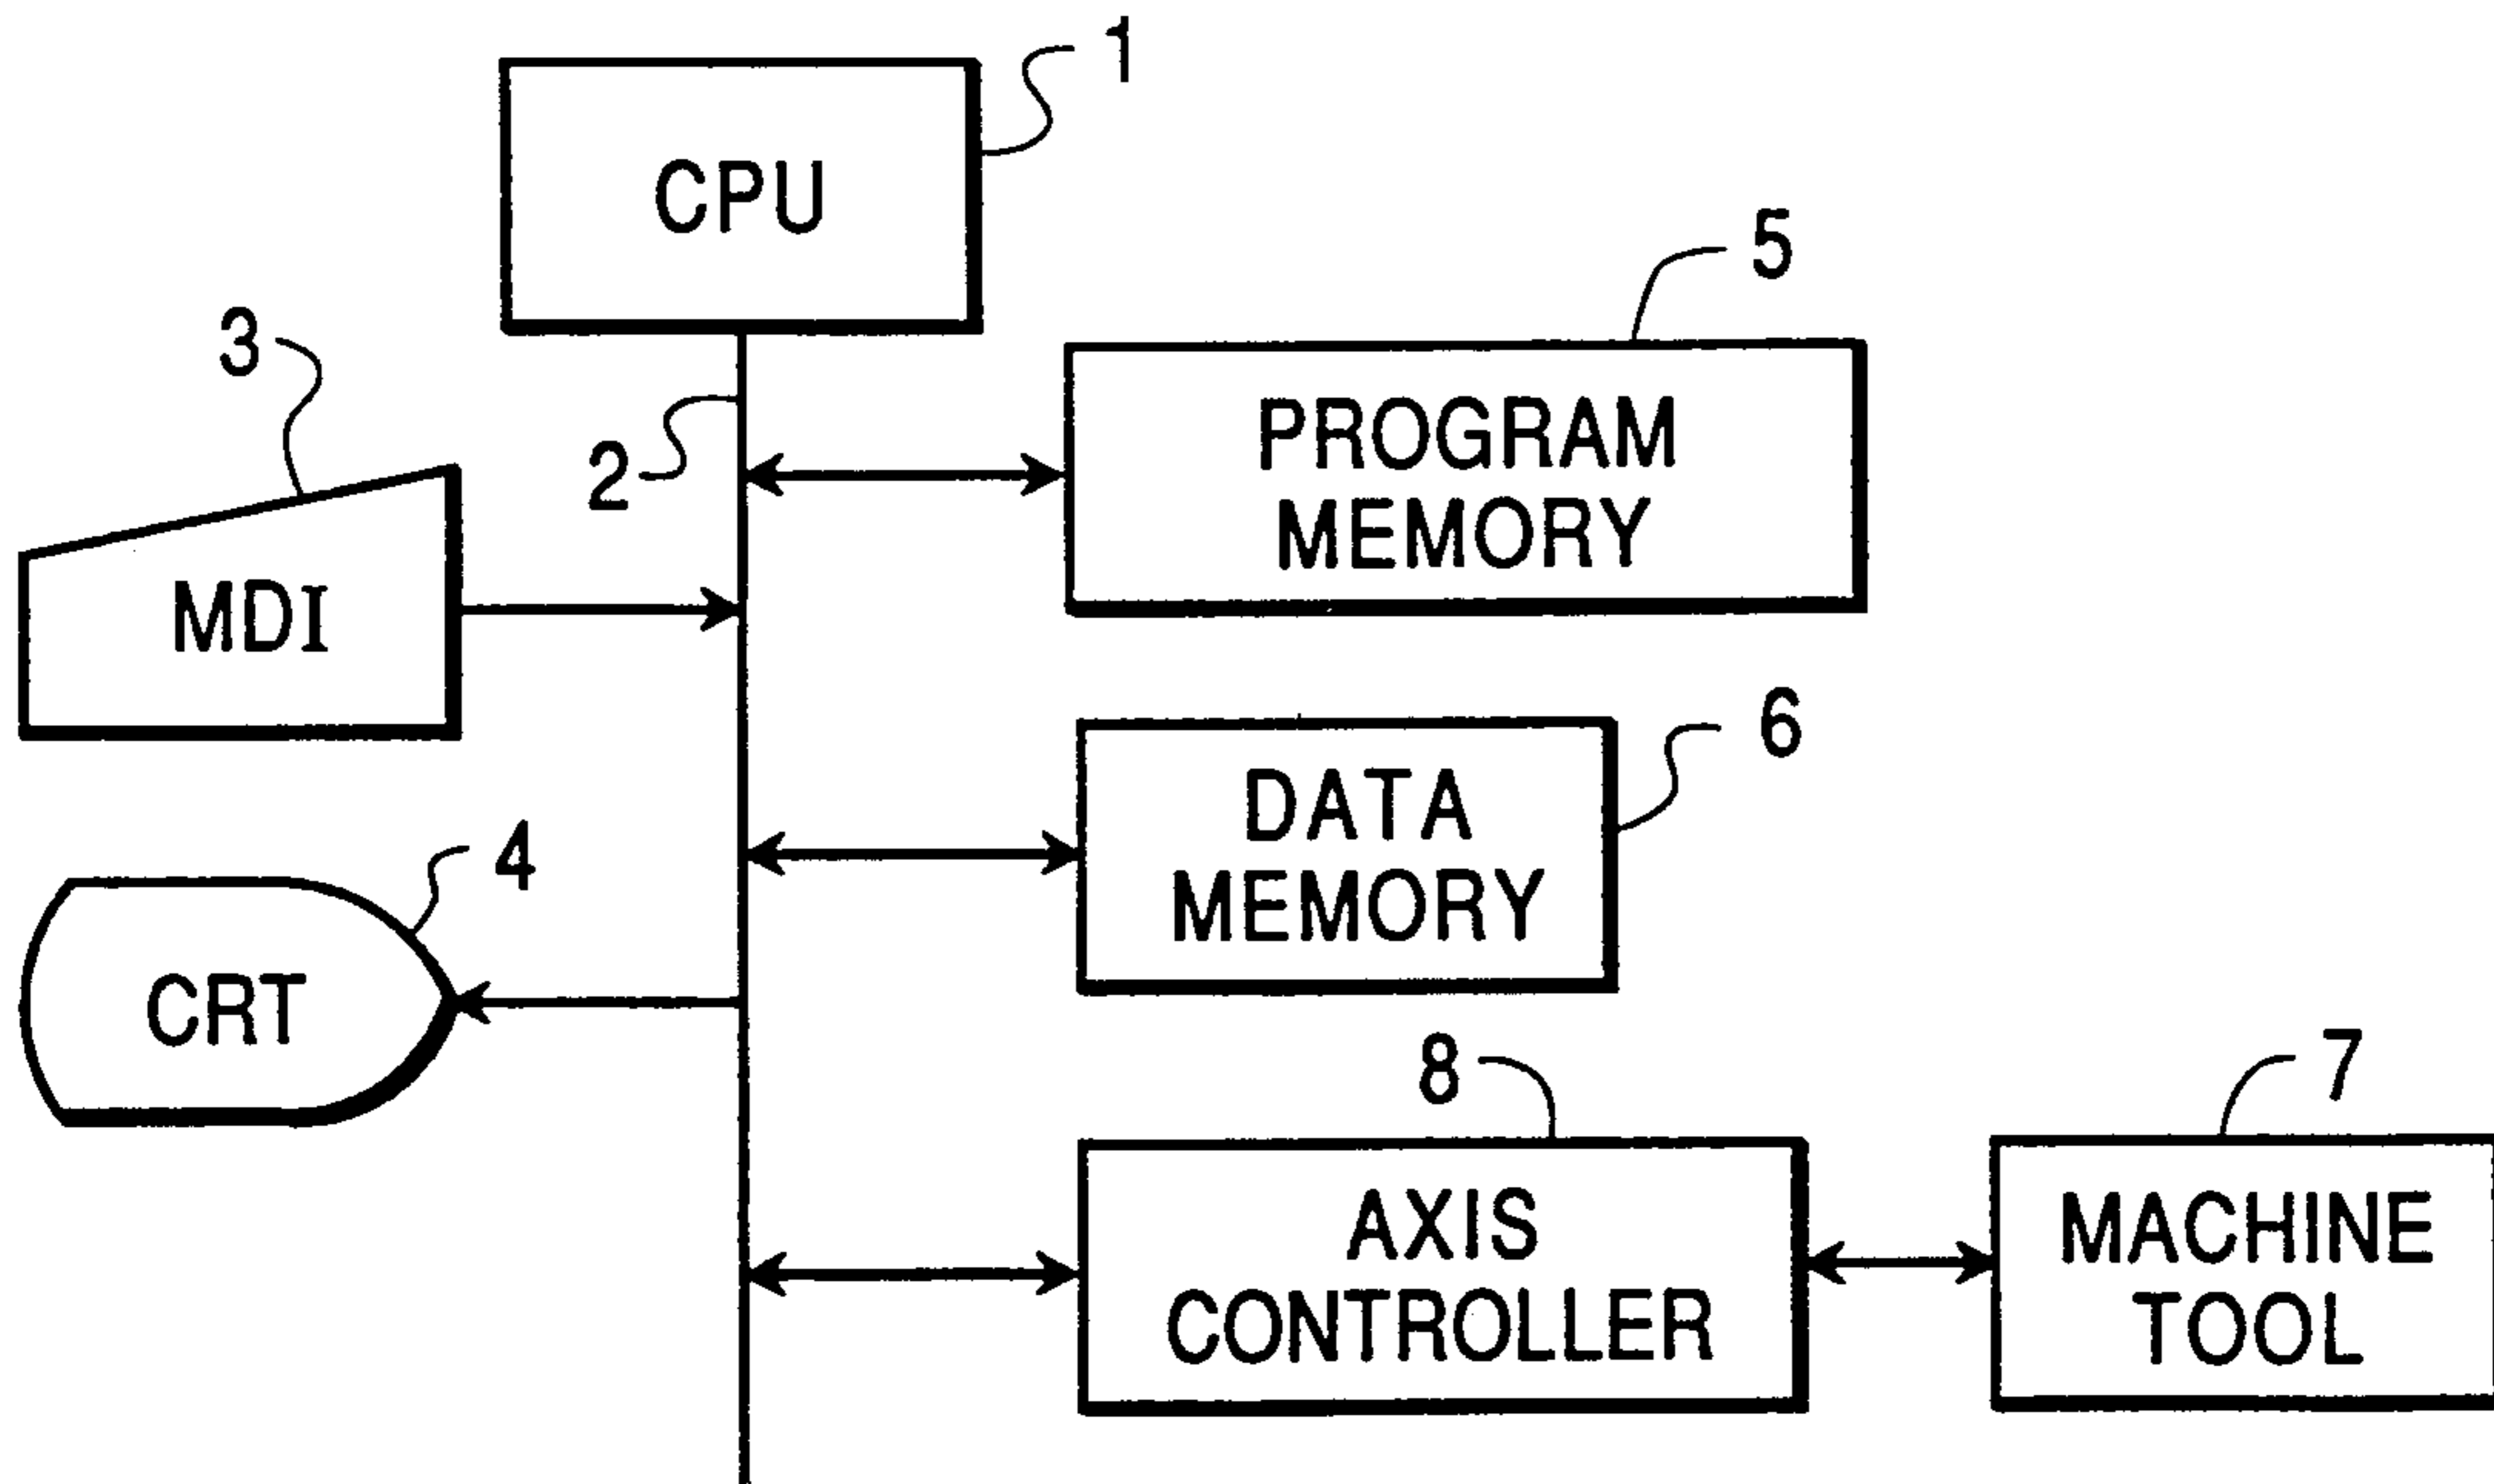 1
CPU
5
3
2
PROGRAM
MEMORY
MDI
6
DATA
MEMORY
4
CRT
8
7
AXIS
CONTROLLER
MACHINE
TOOL